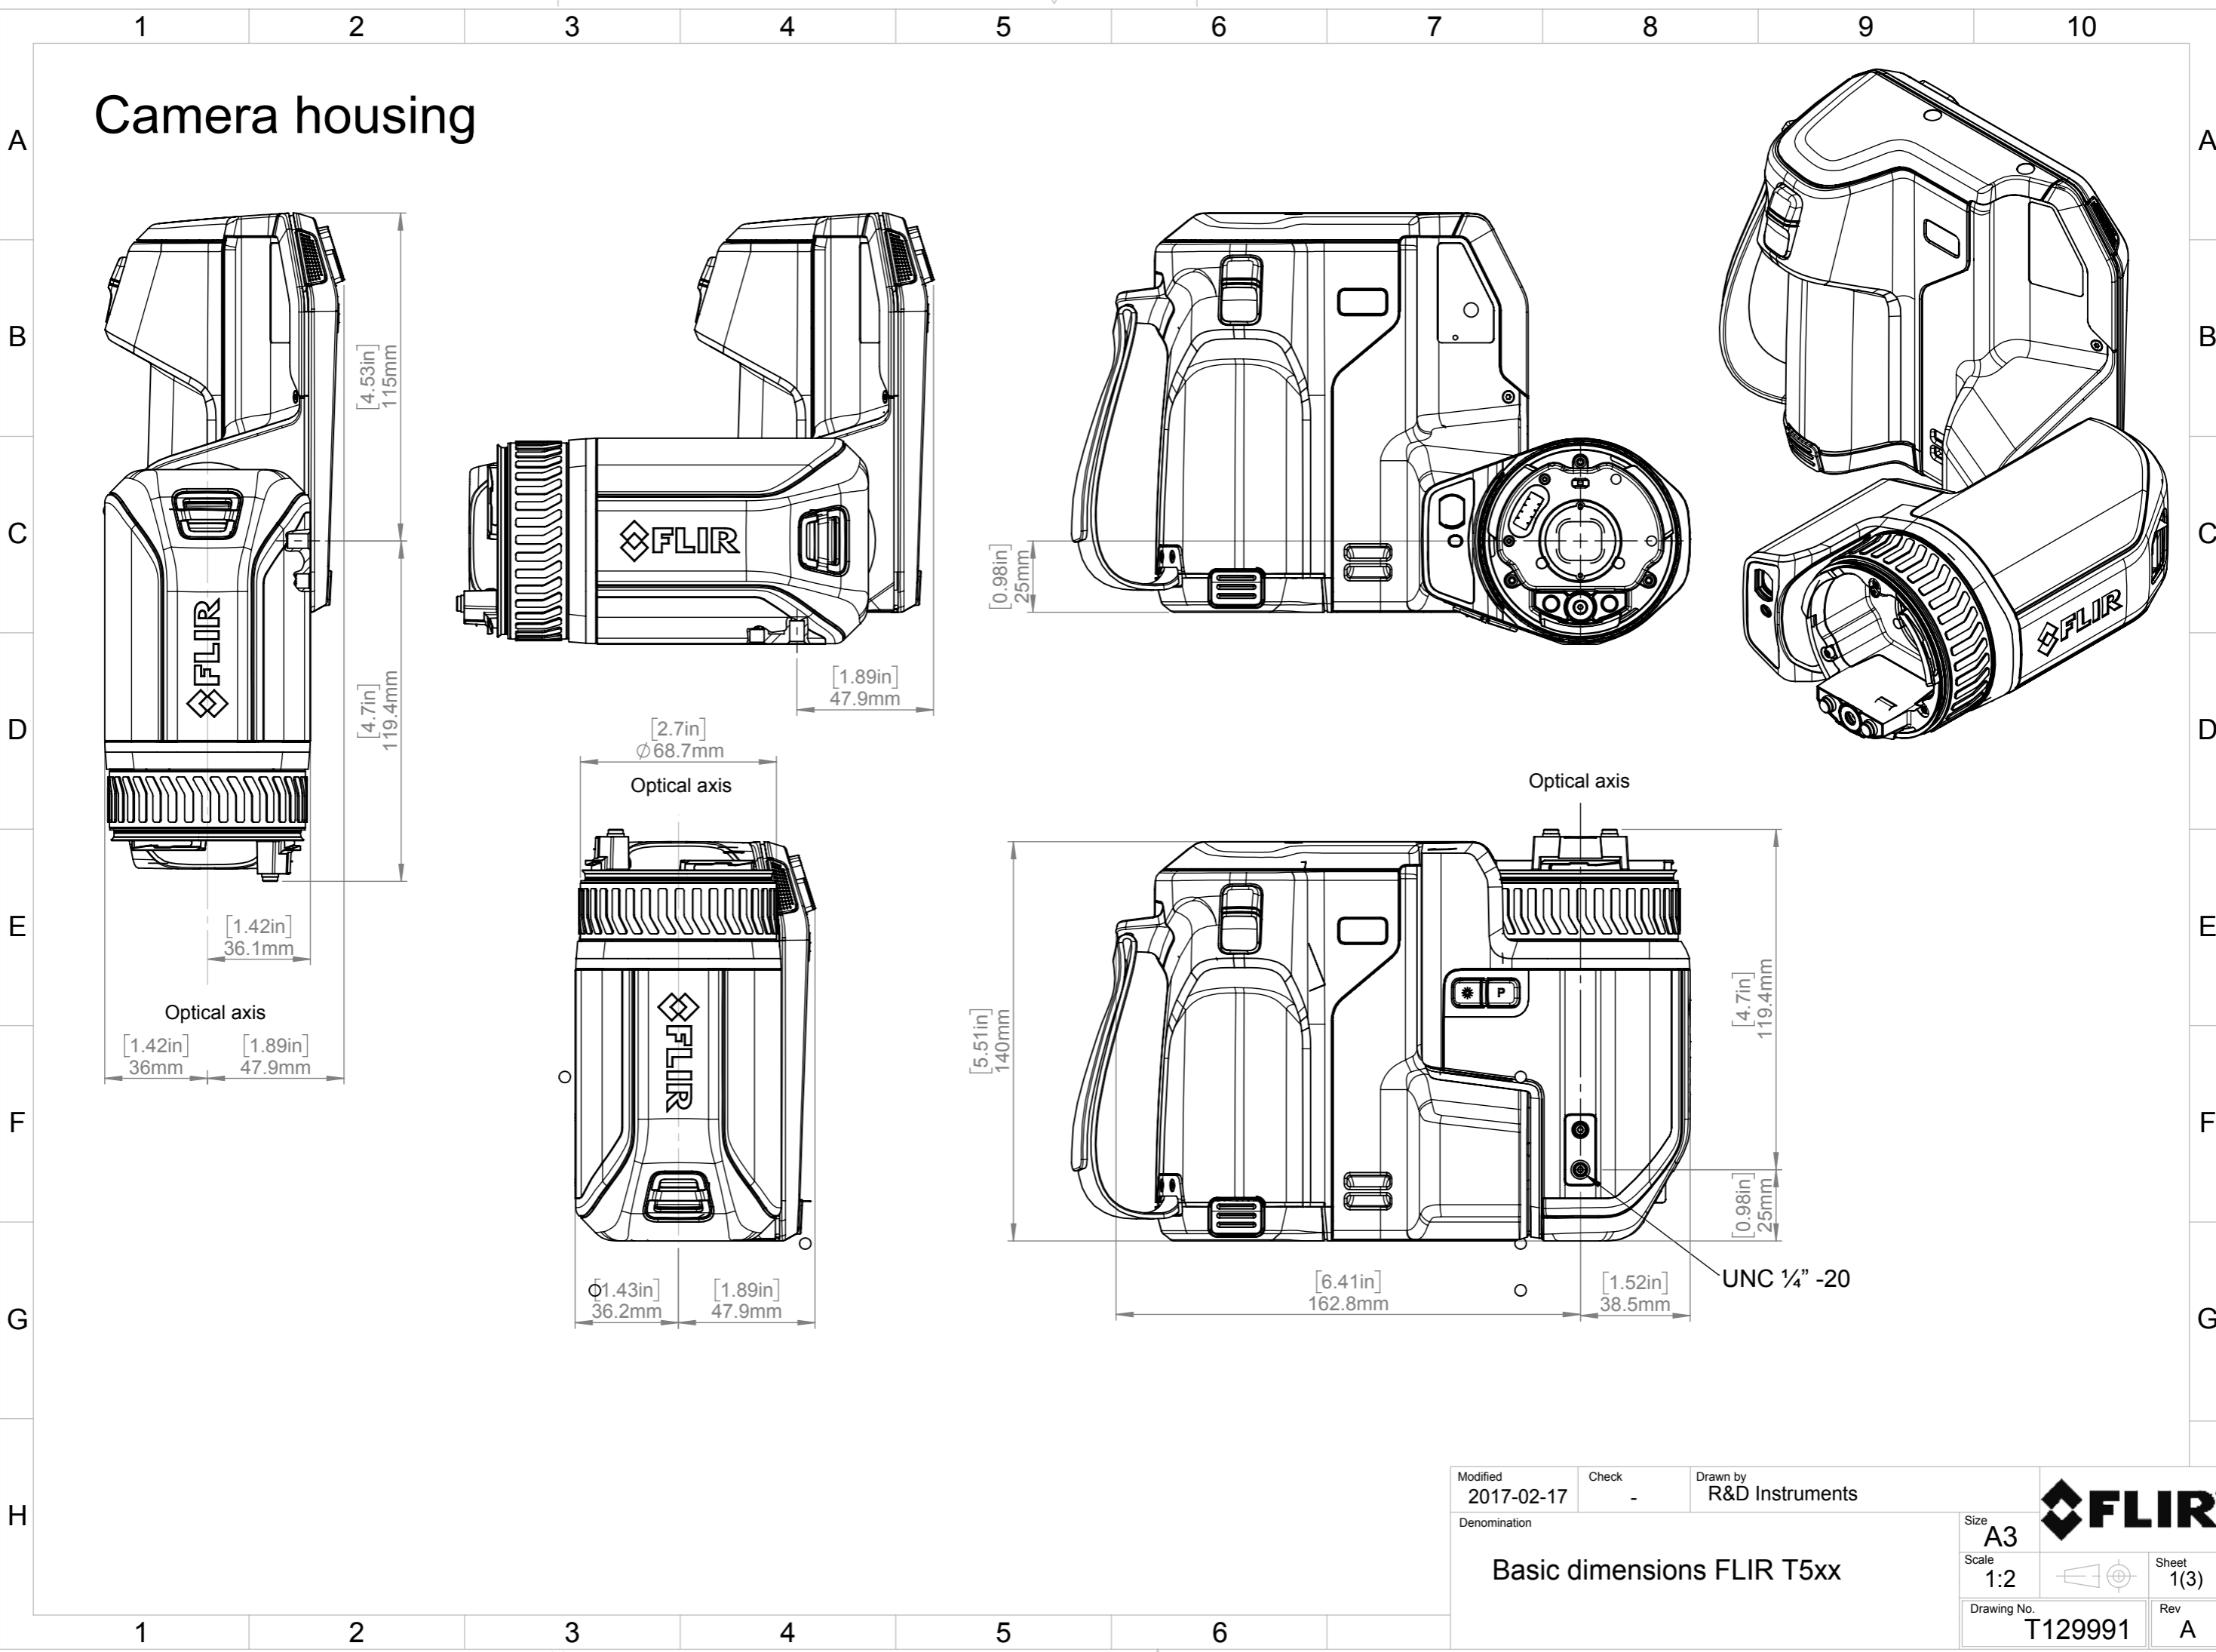 1 2 3 4 5 6 7 8 9 10
Camera housing
A A
B B
C C
D D
E E
F F
G G
H
[4.53in]
115mm
[4.7in]
119.4mm
FLIR
[1.42in]
36.1mm
Optical axis
[1.42in]
36mm
[1.89in]
47.9mm
FLIR
[1.89in]
47.9mm
[2.7in]
Ø68.7mm
Optical axis
FLIR
[1.43in]
36.2mm
[1.89in]
47.9mm
[0.98in]
25mm
FLIR
Optical axis
P
[5.51in]
140mm
[4.7in]
119.4mm
[0.98in]
25mm
[6.41in]
162.8mm
[1.52in]
38.5mm
UNC ¼” -20
Modified
2017-02-17
Check
-
Drawn by
R&D Instruments
Denomination
Basic dimensions FLIR T5xx
Size
A3
FLIR
Scale
1:2
Sheet
1(3)
Drawing No.
T129991
Rev
A
1 2 3 4 5 6